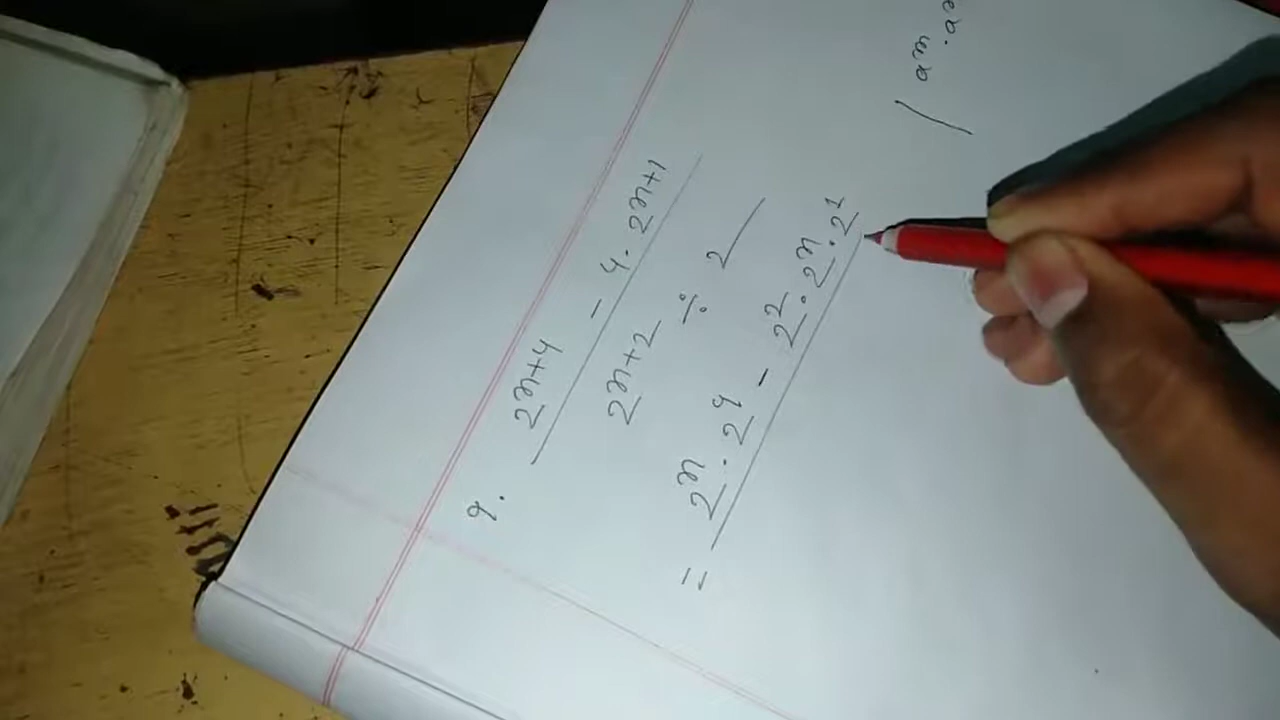 9. 2^{n+4} - 4 . 2^{n+1}
2^{n+2} ÷ 2
= 2^n . 2^4 - 2^2 . 2^n . 2^1